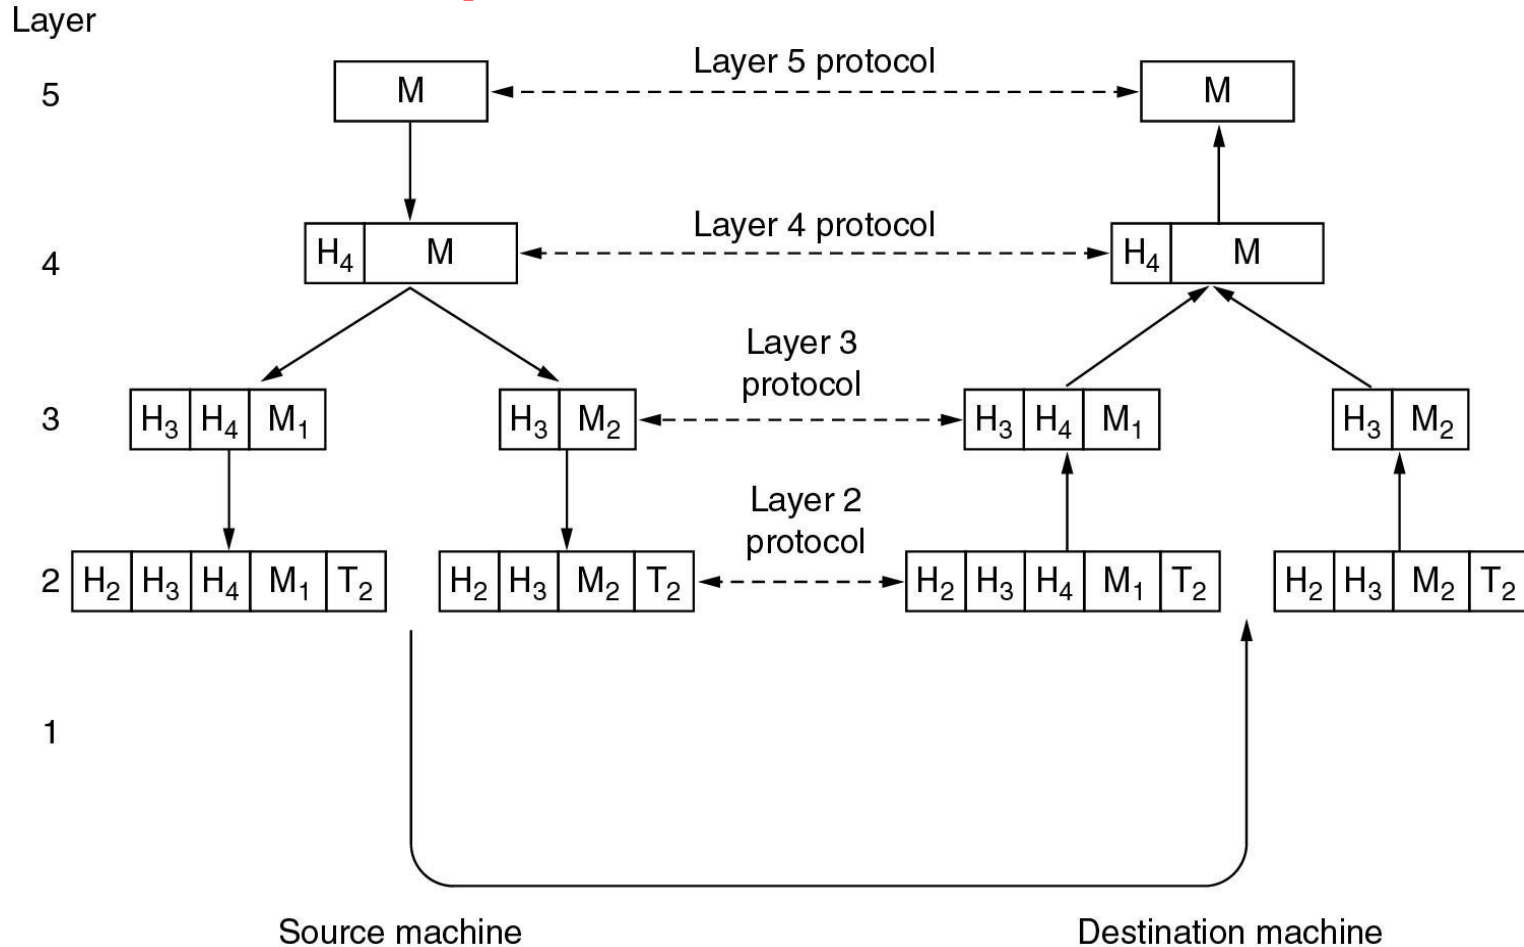 Layer
5 M Layer 5 protocol M
4 H₄ M Layer 4 protocol H₄ M
Layer 3
protocol
3 H₃ H₄ M₁ H₃ M₂ H₃ H₄ M₁ H₃ M₂
Layer 2
protocol
2 H₂ H₃ H₄ M₁ T₂ H₂ H₃ M₂ T₂ H₂ H₃ H₄ M₁ T₂ H₂ H₃ M₂ T₂
1
Source machine Destination machine